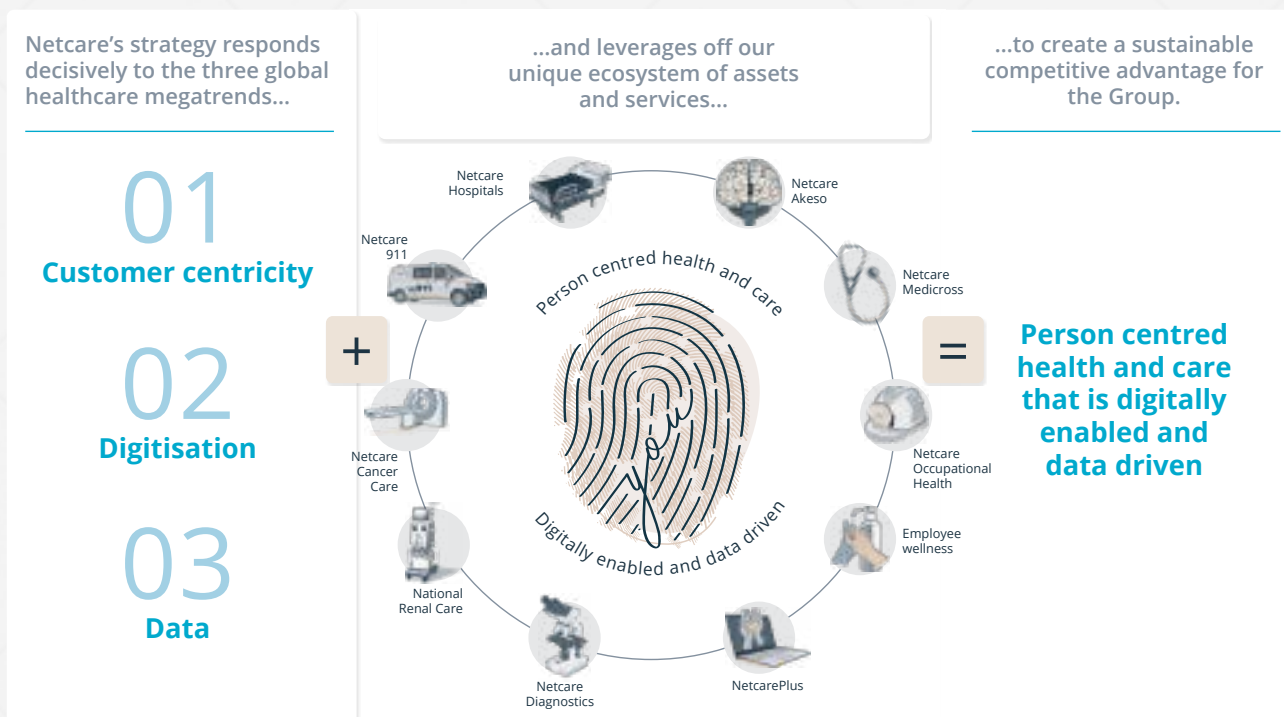 Netcare’s strategy responds
decisively to the three global
healthcare megatrends...
01
Customer centricity
02
Digitisation
03
Data
+
...and leverages off our
unique ecosystem of assets
and services...
Netcare
Hospitals
Netcare
Akeso
Netcare
911
Netcare
Medicross
Netcare
Cancer
Care
Netcare
Occupational
Health
National
Renal Care
Employee
wellness
Netcare
Diagnostics
NetcarePlus
Person centred health and care
you
Digitally enabled and data driven
=
...to create a sustainable
competitive advantage for
the Group.
Person centred
health and care
that is digitally
enabled and
data driven